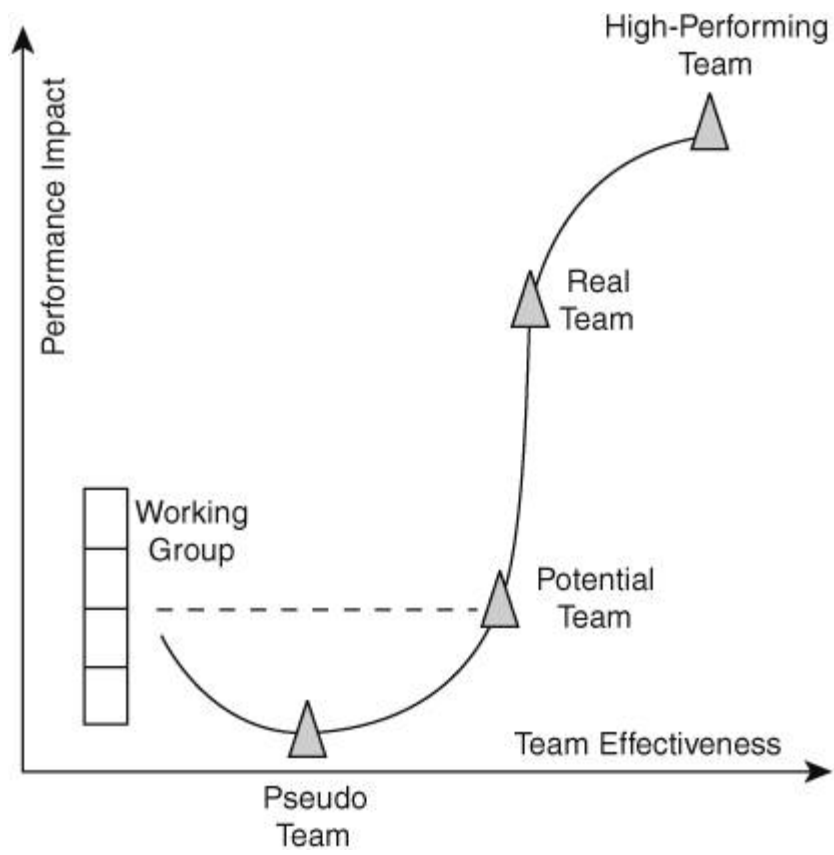 High-Performing
Team
Performance Impact
Real
Team
Working
Group
Potential
Team
Team Effectiveness
Pseudo
Team